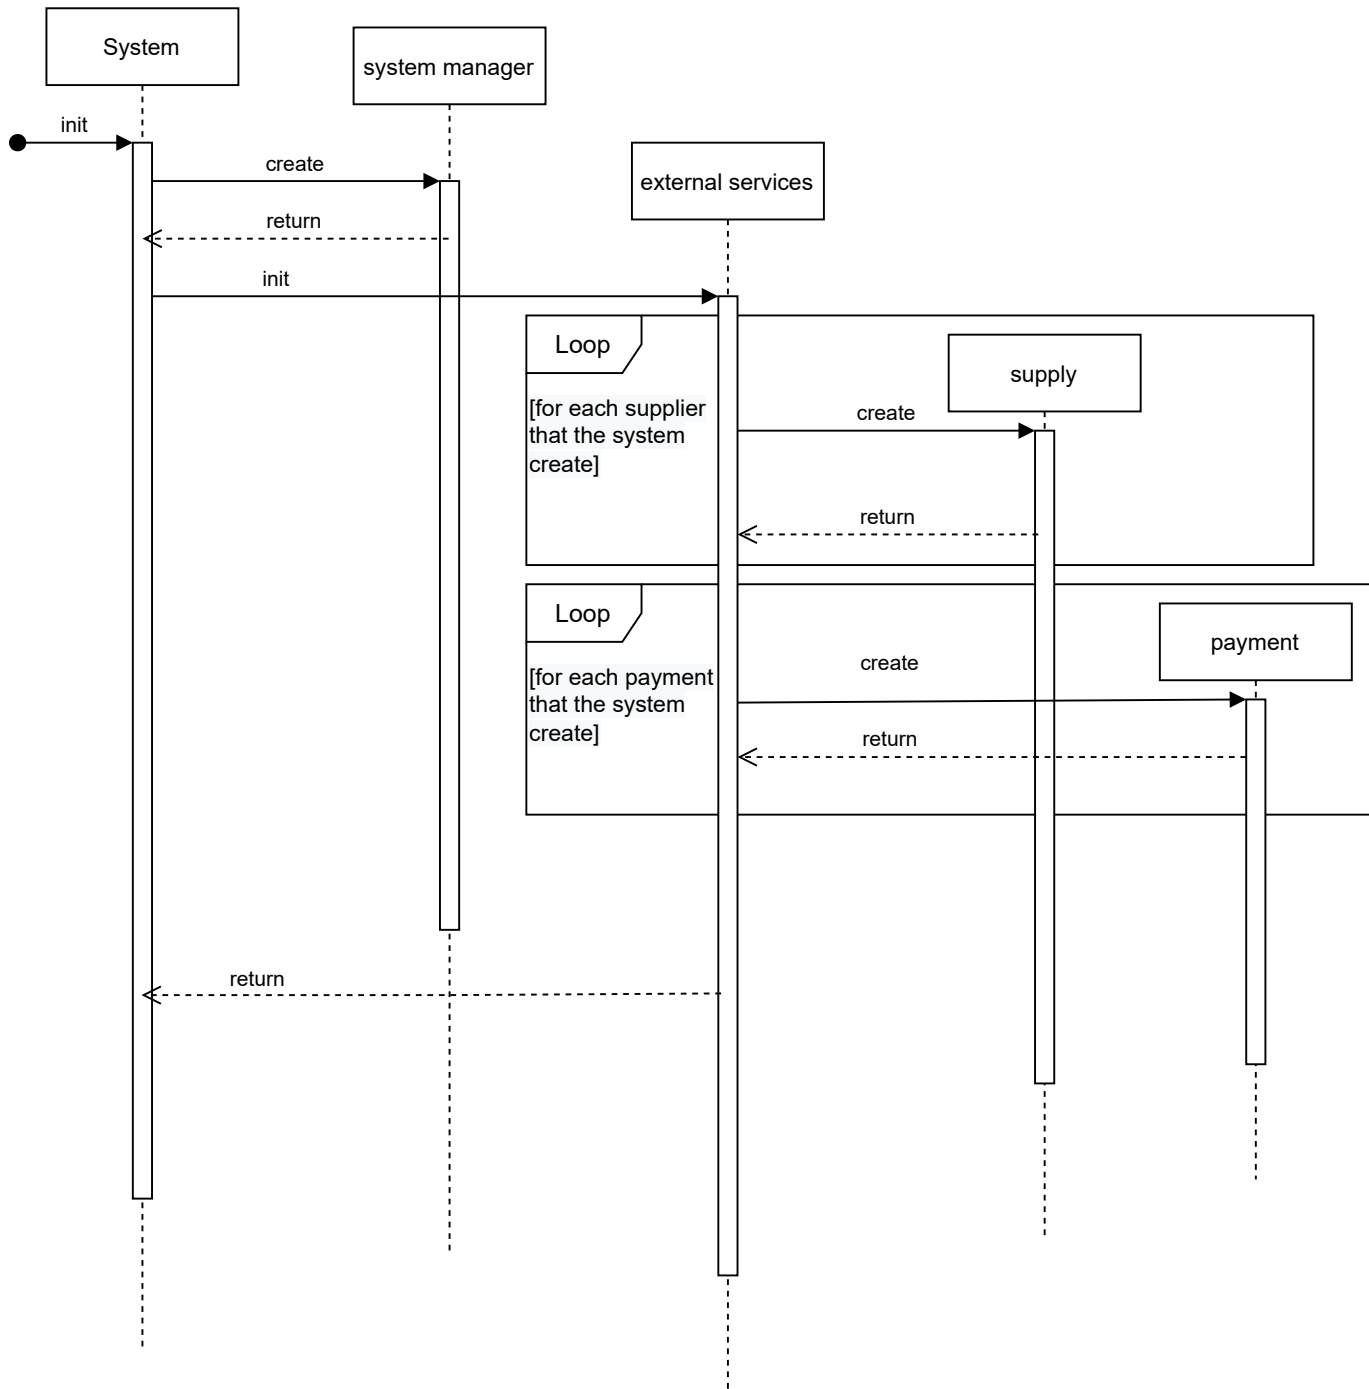 System
system manager
init
create
external services
return
init
Loop
supply
[for each supplier
that the system
create]
create
return
Loop
payment
[for each payment
that the system
create]
create
return
return